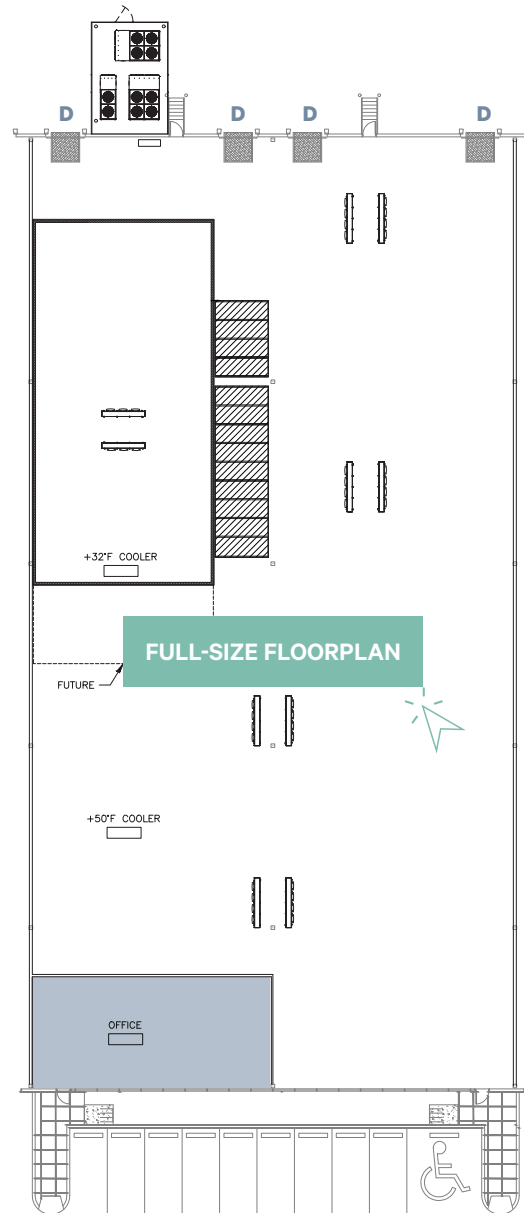 D D D D
+32°F COOLER
FULL-SIZE FLOORPLAN
FUTURE
+50°F COOLER
OFFICE